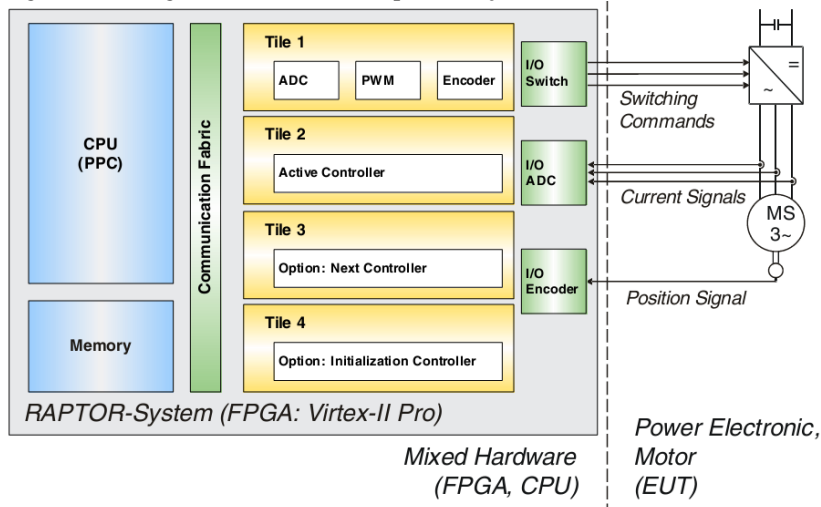 CPU
(PPC)
Memory
Communication Fabric
Tile 1
ADC
PWM
Encoder
Tile 2
Active Controller
Tile 3
Option: Next Controller
Tile 4
Option: Initialization Controller
I/O
Switch
I/O
ADC
I/O
Encoder
Switching
Commands
Current Signals
Position Signal
=
~
MS
3~
RAPTOR-System (FPGA: Virtex-II Pro)
Mixed Hardware
(FPGA, CPU)
Power Electronic,
Motor
(EUT)